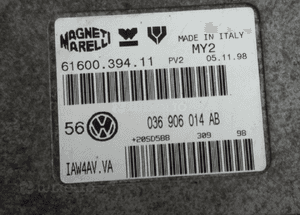 MAGNETI MARELLI MADE IN ITALY
MY2
61600.394.11 PV2 05.11.98
56 036 906 014 AB
*205D588 309 98
IAW4AV.VA